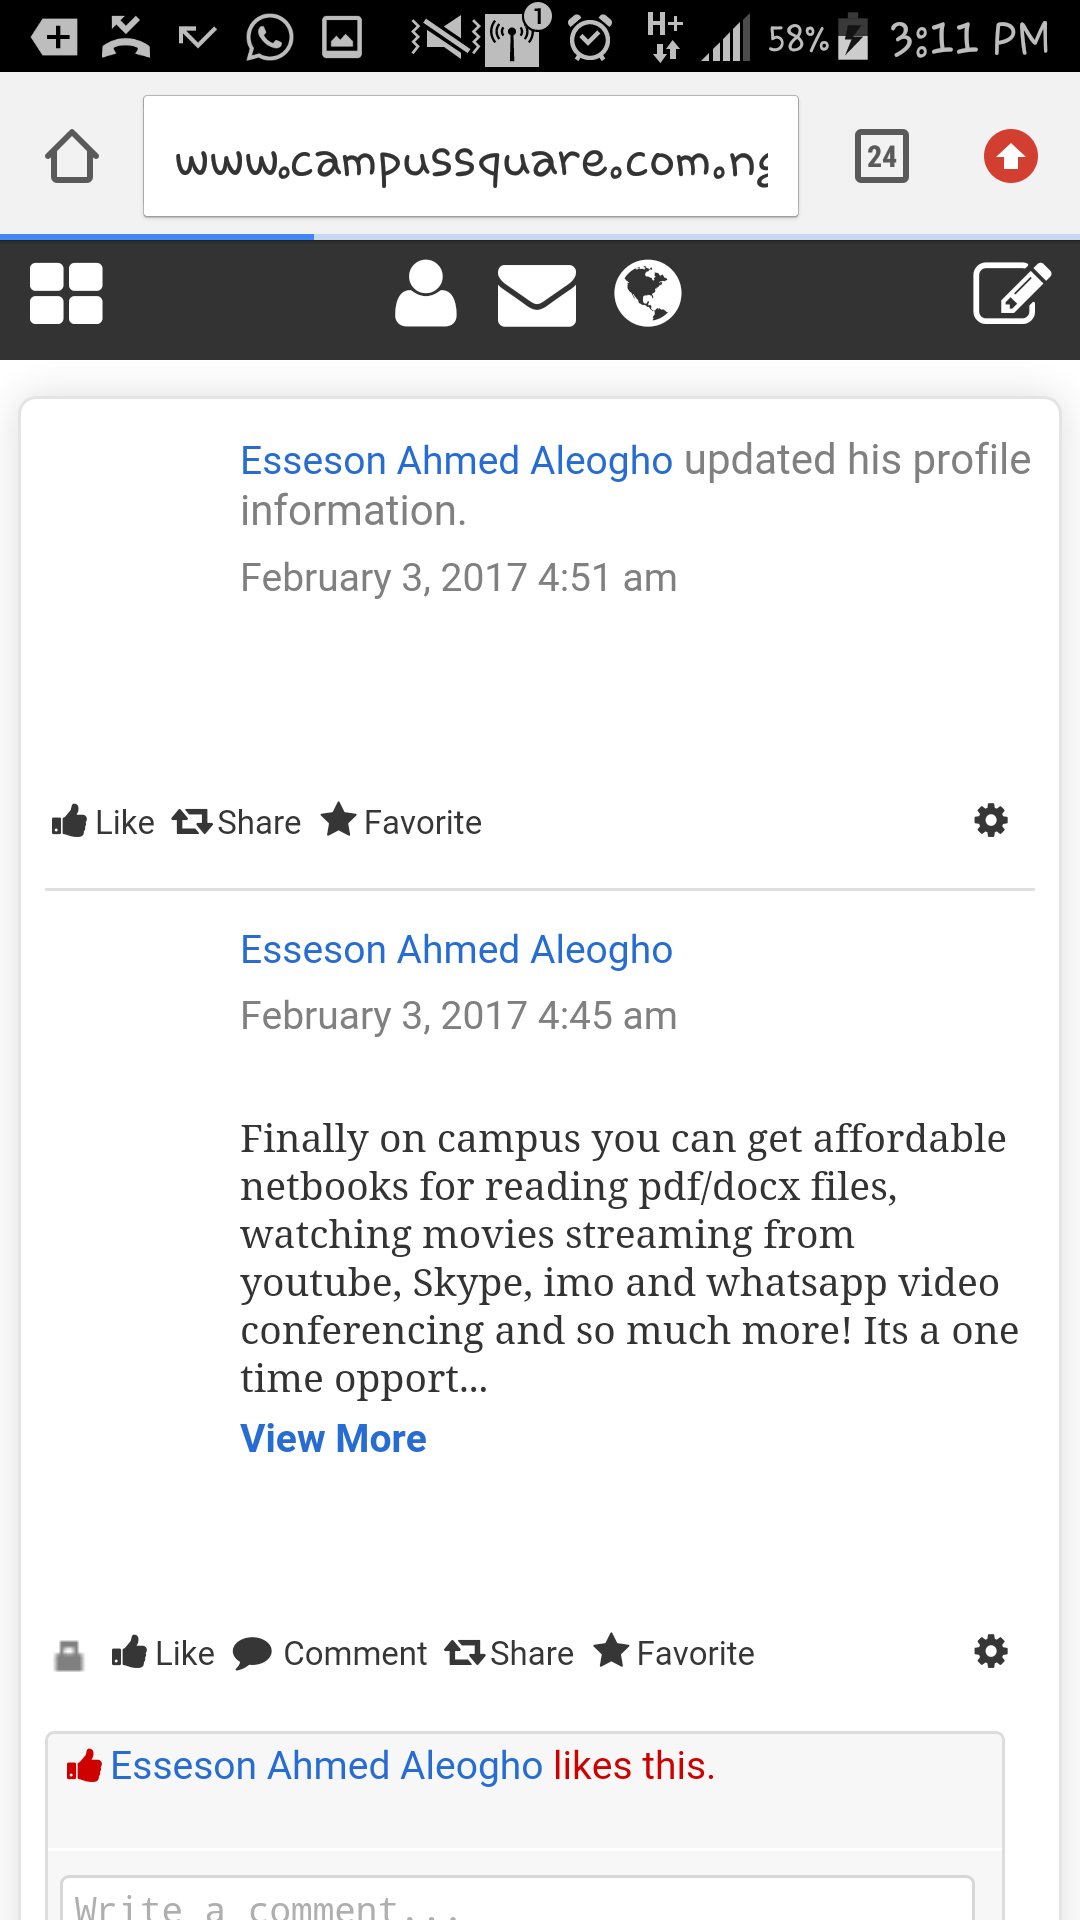 1
H+
58%
3:11 PM
www.campussquare.com.ng
24
Esseson Ahmed Aleogho updated his profile
information.
February 3, 2017 4:51 am
Like Share Favorite
Esseson Ahmed Aleogho
February 3, 2017 4:45 am
Finally on campus you can get affordable
netbooks for reading pdf/docx files,
watching movies streaming from
youtube, Skype, imo and whatsapp video
conferencing and so much more! Its a one
time opport...
View More
Like Comment Share Favorite
Esseson Ahmed Aleogho likes this.
Write a comment...